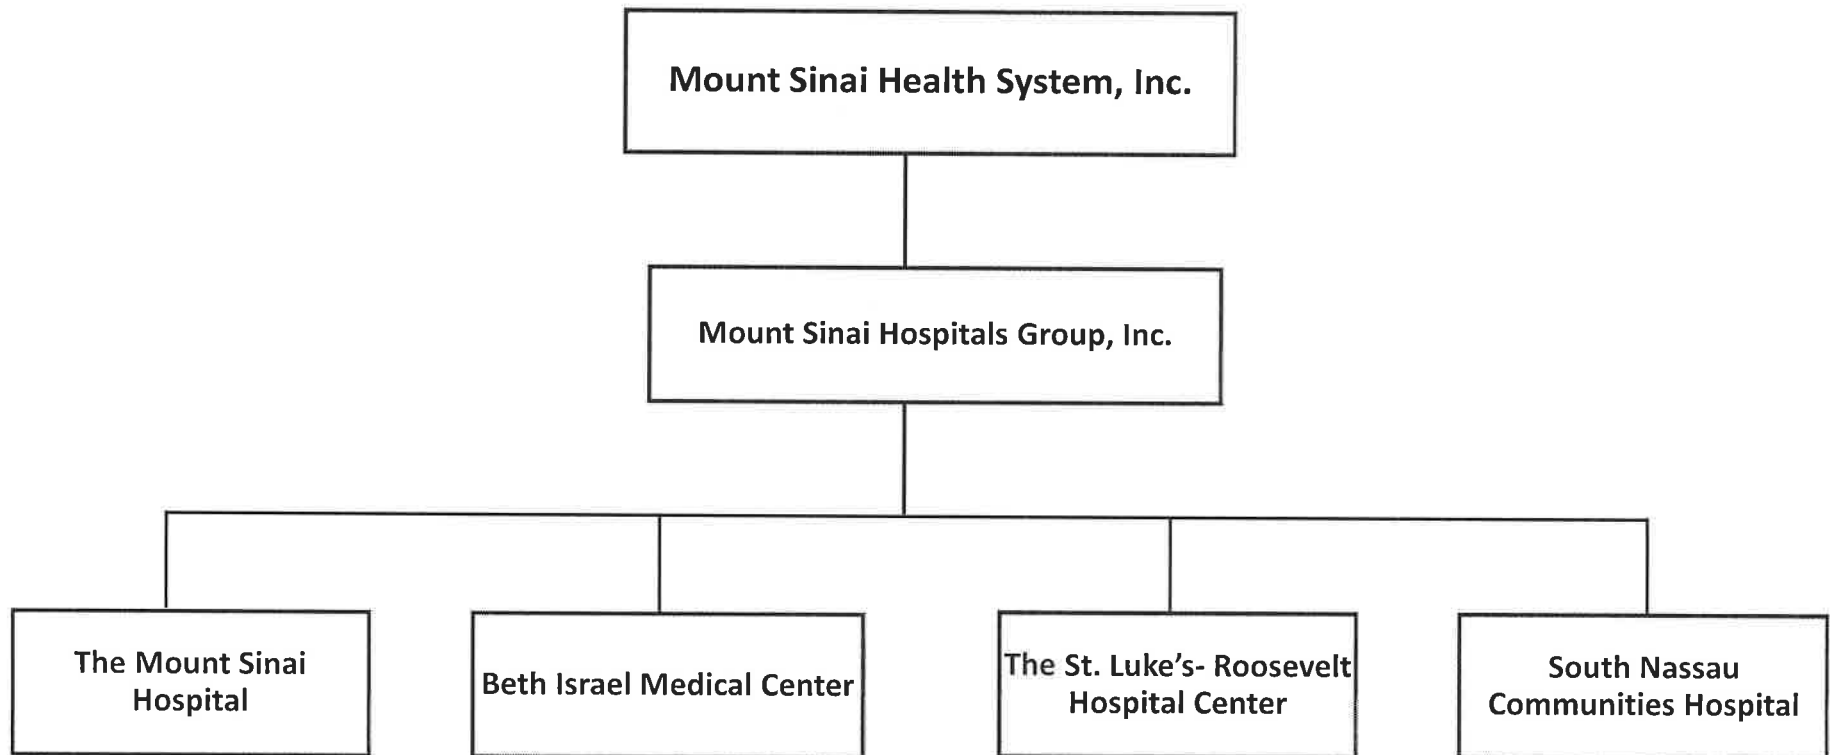 Mount Sinai Health System, Inc.
Mount Sinai Hospitals Group, Inc.
The Mount Sinai
Hospital
Beth Israel Medical Center
The St. Luke’s- Roosevelt
Hospital Center
South Nassau
Communities Hospital